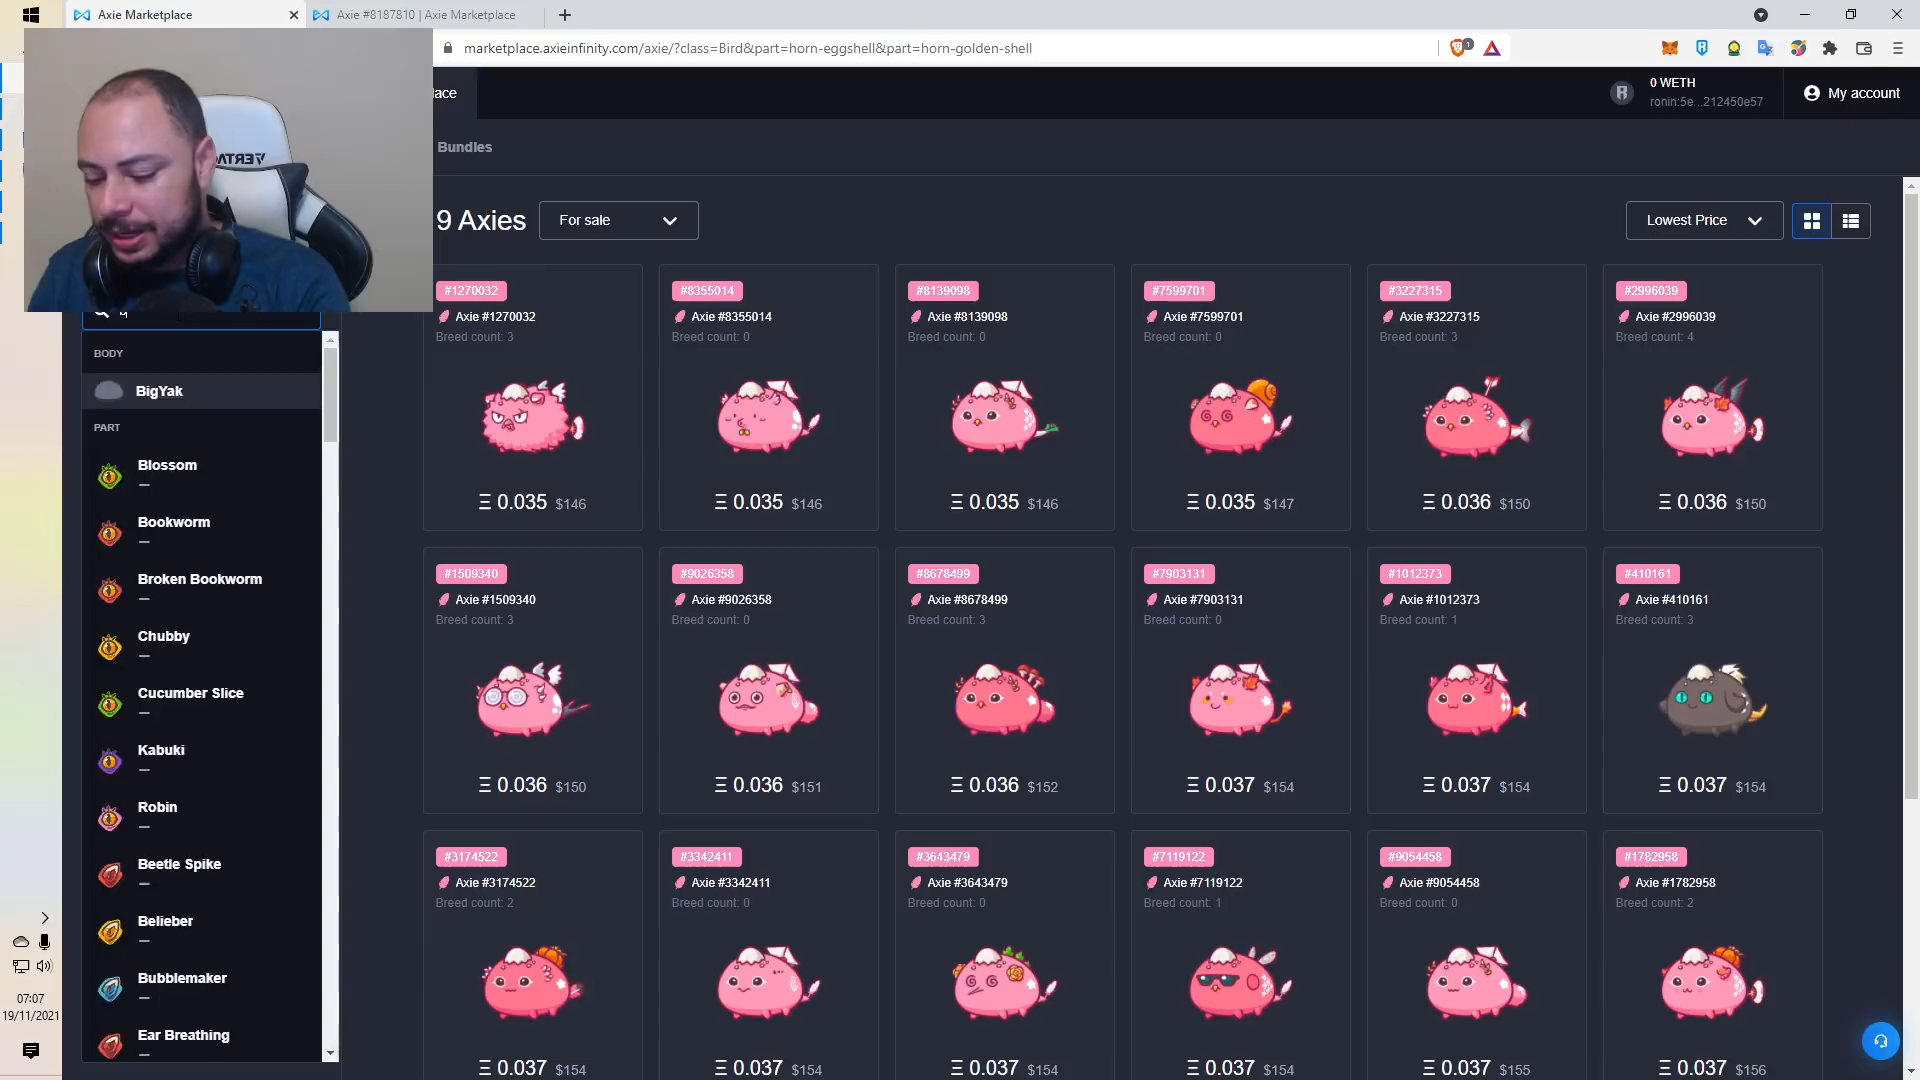 Axie Marketplace
Axie #8187810 | Axie Marketplace
marketplace.axieinfinity.com/axie/?class=Bird&part=horn-eggshell&part=horn-golden-shell
1
lace
0 WETH
ronin:5e...212450e57
My account
Bundles
9 Axies
For sale
Lowest Price
VERTAG
BODY
BigYak
PART
Blossom
Bookworm
Broken Bookworm
Chubby
Cucumber Slice
Kabuki
Robin
Beetle Spike
Belieber
Bubblemaker
Ear Breathing
#1270032
Axie #1270032
Breed count: 3
Ξ 0.035 $146
#8355014
Axie #8355014
Breed count: 0
Ξ 0.035 $146
#8139098
Axie #8139098
Breed count: 0
Ξ 0.035 $146
#7599701
Axie #7599701
Breed count: 0
Ξ 0.035 $147
#3227315
Axie #3227315
Breed count: 3
Ξ 0.036 $150
#2996039
Axie #2996039
Breed count: 4
Ξ 0.036 $150
#1509340
Axie #1509340
Breed count: 3
Ξ 0.036 $150
#9026358
Axie #9026358
Breed count: 0
Ξ 0.036 $151
#8678499
Axie #8678499
Breed count: 3
Ξ 0.036 $152
#7903131
Axie #7903131
Breed count: 0
Ξ 0.037 $154
#1012373
Axie #1012373
Breed count: 1
Ξ 0.037 $154
#410161
Axie #410161
Breed count: 3
Ξ 0.037 $154
#3174522
Axie #3174522
Breed count: 2
Ξ 0.037 $154
#3342411
Axie #3342411
Breed count: 0
Ξ 0.037 $154
#3643479
Axie #3643479
Breed count: 0
Ξ 0.037 $154
#7119122
Axie #7119122
Breed count: 1
Ξ 0.037 $154
#9054458
Axie #9054458
Breed count: 0
Ξ 0.037 $155
#1782958
Axie #1782958
Breed count: 2
Ξ 0.037 $156
07:07
19/11/2021